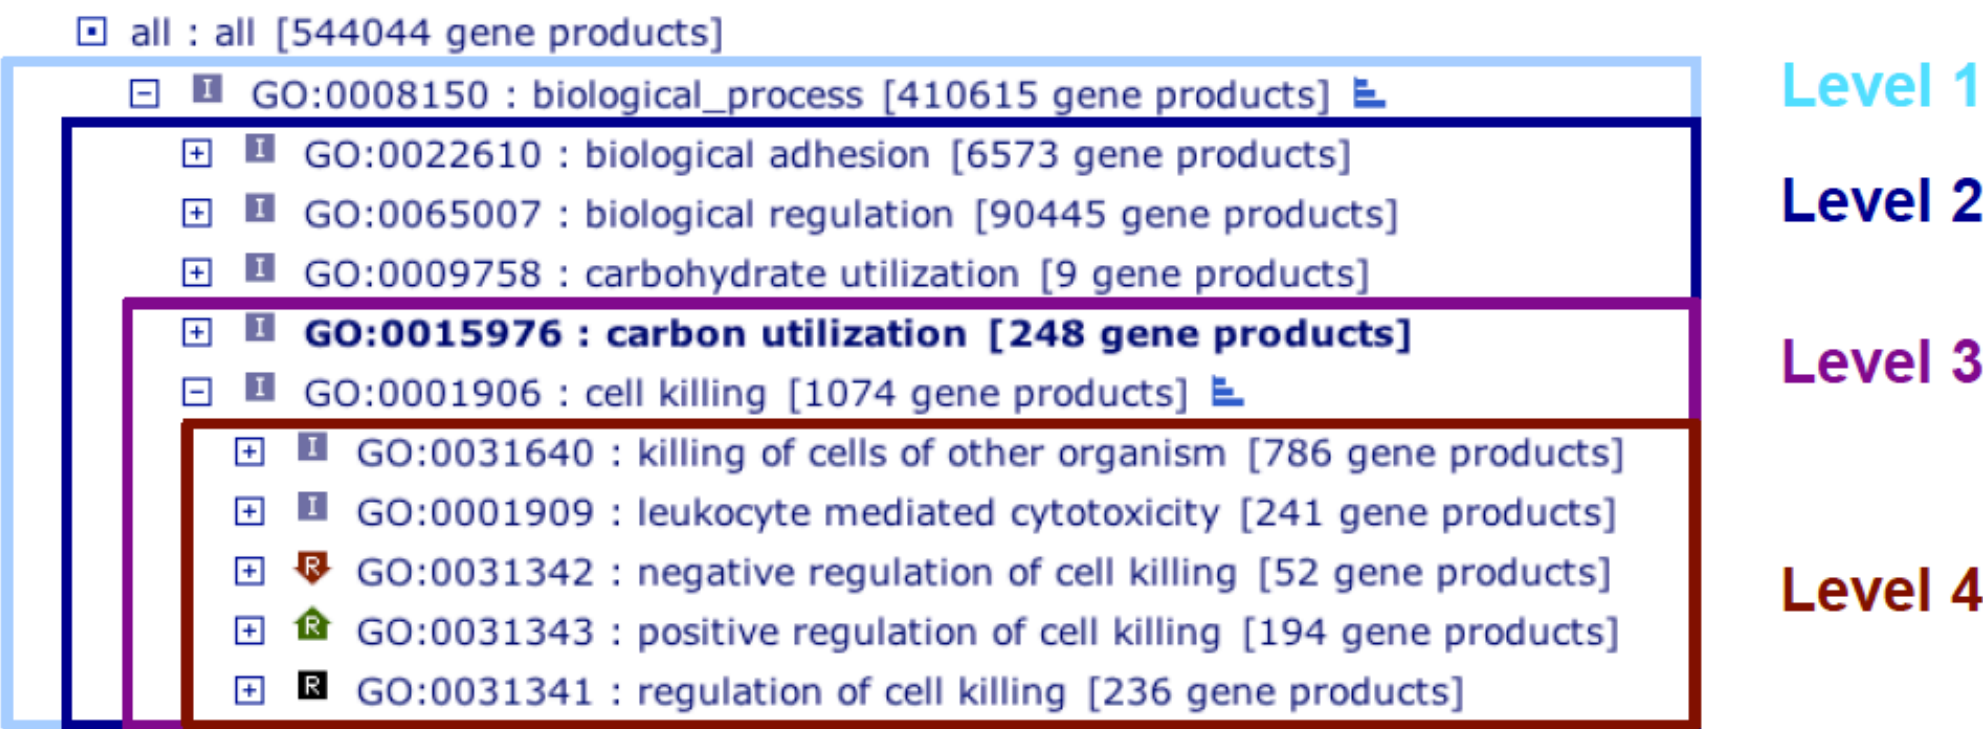 all : all [544044 gene products]
I GO:0008150 : biological_process [410615 gene products]
Level 1
I GO:0022610 : biological adhesion [6573 gene products]
I GO:0065007 : biological regulation [90445 gene products]
Level 2
I GO:0009758 : carbohydrate utilization [9 gene products]
I GO:0015976 : carbon utilization [248 gene products]
Level 3
I GO:0001906 : cell killing [1074 gene products]
I GO:0031640 : killing of cells of other organism [786 gene products]
I GO:0001909 : leukocyte mediated cytotoxicity [241 gene products]
R GO:0031342 : negative regulation of cell killing [52 gene products]
Level 4
R GO:0031343 : positive regulation of cell killing [194 gene products]
R GO:0031341 : regulation of cell killing [236 gene products]